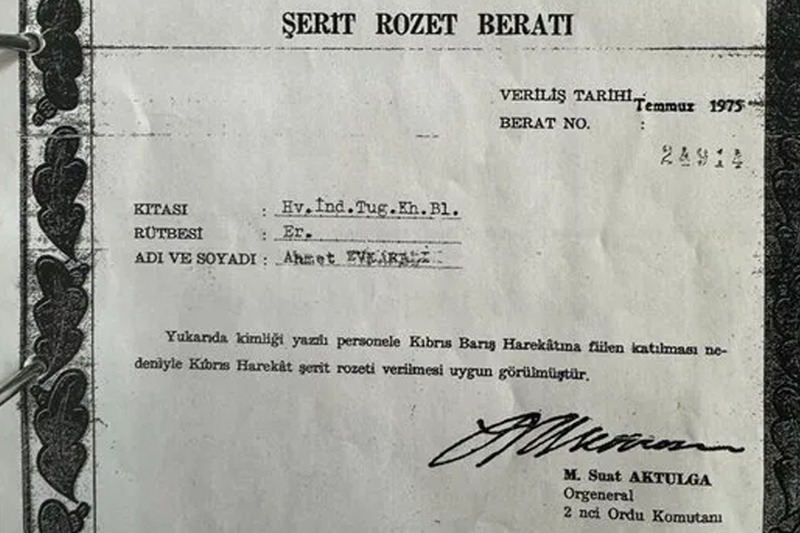 ŞERİT ROZET BERATI
VERİLİŞ TARİHİ : Temmuz 1975
BERAT NO. :
24914
KITASI : Hv.İnd.Tug.Kh.Bl.
RÜTBESİ : Er.
ADI VE SOYADI : Ahmet
Yukarıda kimliği yazılı personele Kıbrıs Barış Harekâtına fiilen katılması ne-
deniyle Kıbrıs Harekât şerit rozeti verilmesi uygun görülmüştür.
M. Suat AKTULGA
Orgeneral
2 nci Ordu Komutanı